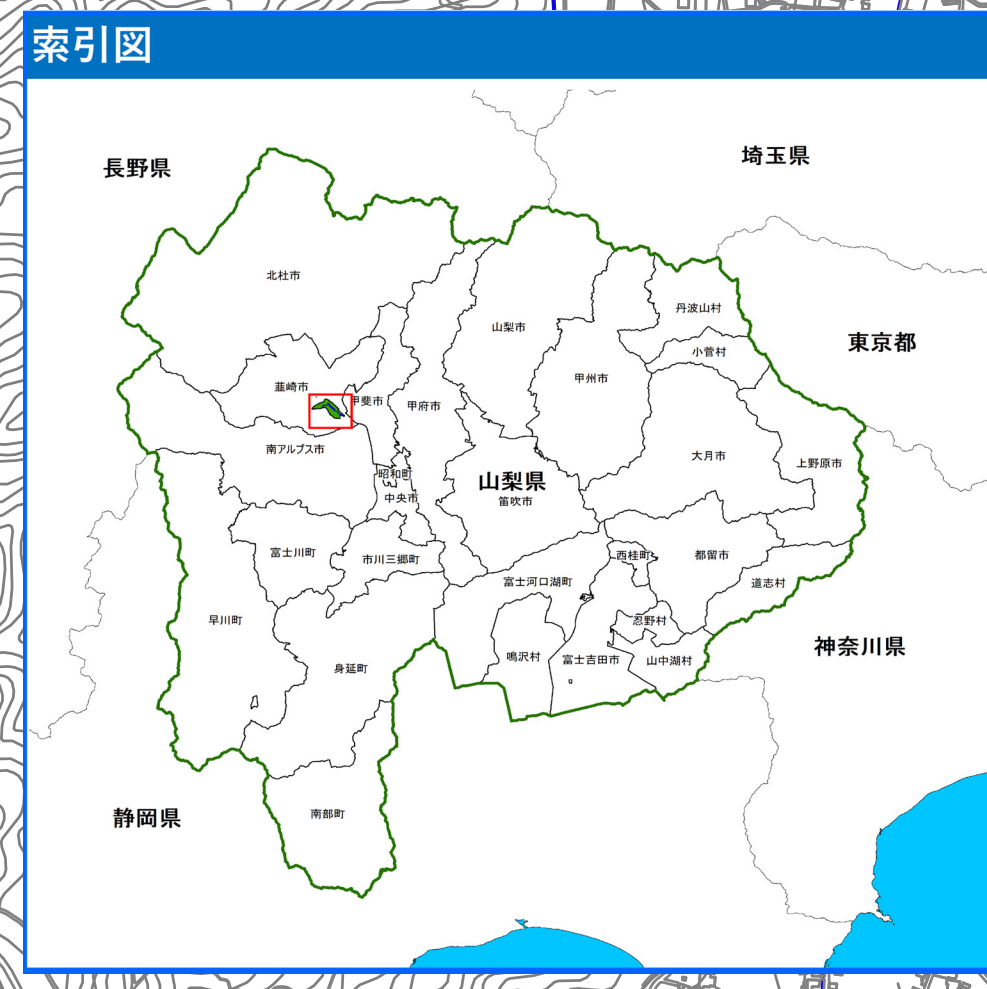 索引図
長野県
埼玉県
北杜市
丹波山村
山梨市
東京都
小菅村
韮崎市
甲州市
甲斐市
甲府市
南アルプス市
大月市
上野原市
昭和町
山梨県
中央市
笛吹市
富士川町
市川三郷町
西桂町
都留市
富士河口湖町
道志村
早川町
忍野村
神奈川県
鳴沢村
富士吉田市
山中湖村
身延町
静岡県
南部町